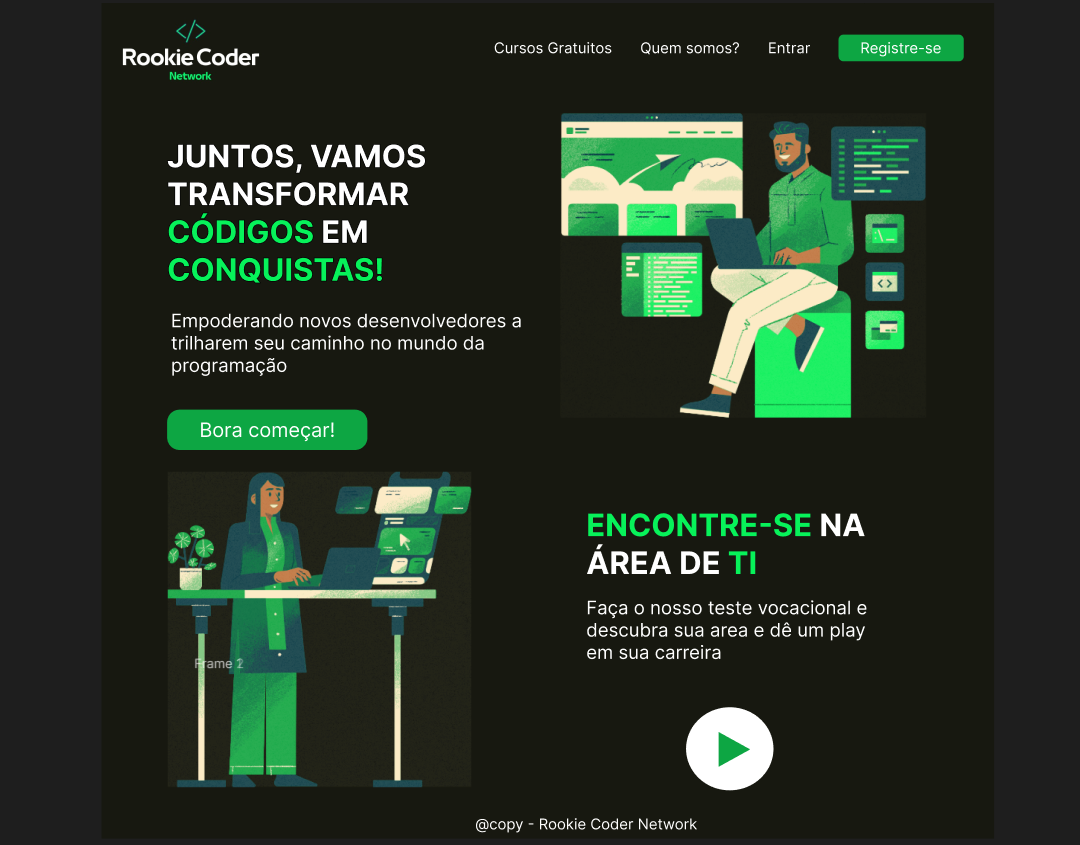 </>
Rookie Coder
Network
Cursos Gratuitos
Quem somos?
Entrar
Registre-se
JUNTOS, VAMOS
TRANSFORMAR
CÓDIGOS EM
CONQUISTAS!
Empoderando novos desenvolvedores a
trilharem seu caminho no mundo da
programação
Bora começar!
<>
Frame 2
ENCONTRE-SE NA
ÁREA DE TI
Faça o nosso teste vocacional e
descubra sua area e dê um play
em sua carreira
@copy - Rookie Coder Network